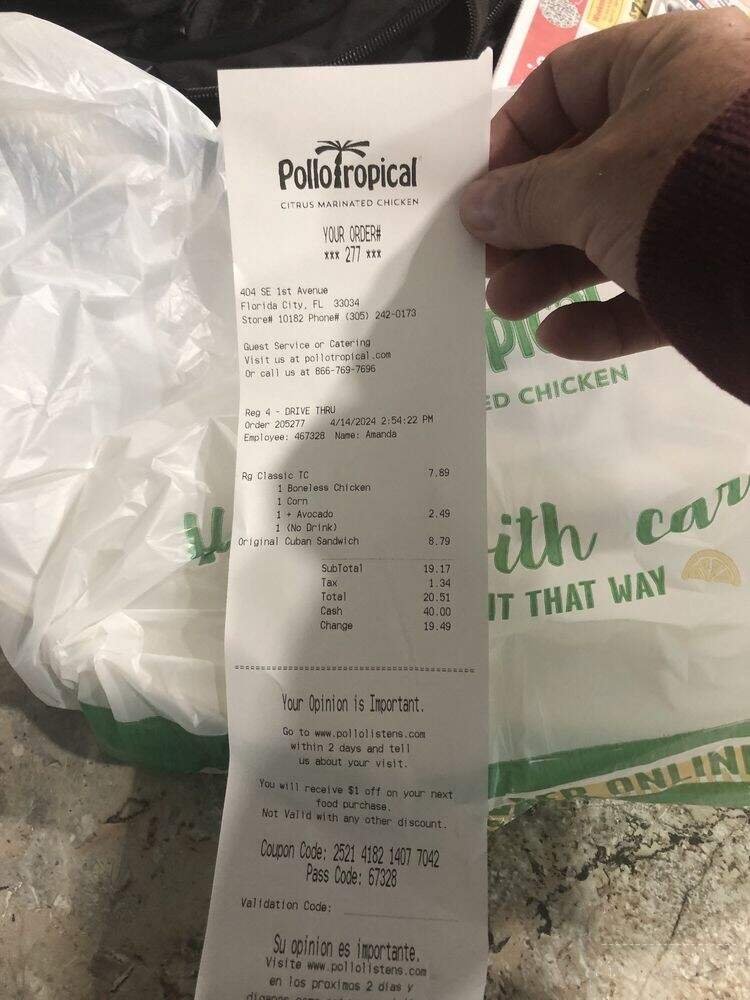 Pollo Tropical
CITRUS MARINATED CHICKEN
YOUR ORDER#
*** 277 ***
404 SE 1st Avenue
Florida City, FL 33034
Store# 10182 Phone# (305) 242-0173
Guest Service or Catering
Visit us at pollotropical.com
Or call us at 866-769-7696
Reg 4 - DRIVE THRU
Order 205277 4/14/2024 2:54:22 PM
Employee: 467328 Name: Amanda
Rg Classic TC 7.89
1 Boneless Chicken
1 Corn
1 + Avocado 2.49
1 (No Drink)
Original Cuban Sandwich 8.79
SubTotal 19.17
Tax 1.34
Total 20.51
Cash 40.00
Change 19.49
Your Opinion is Important.
Go to www.pollolistens.com
within 2 days and tell
us about your visit.
You will receive $1 off on your next
food purchase.
Not Valid with any other discount.
Coupon Code: 2521 4182 1407 7042
Pass Code: 67328
Validation Code:
Su opinion es importante.
Visite www.pollolistens.com
en los proximos 2 dias y
ED CHICKEN
ith car
IT THAT WAY
ONLIN